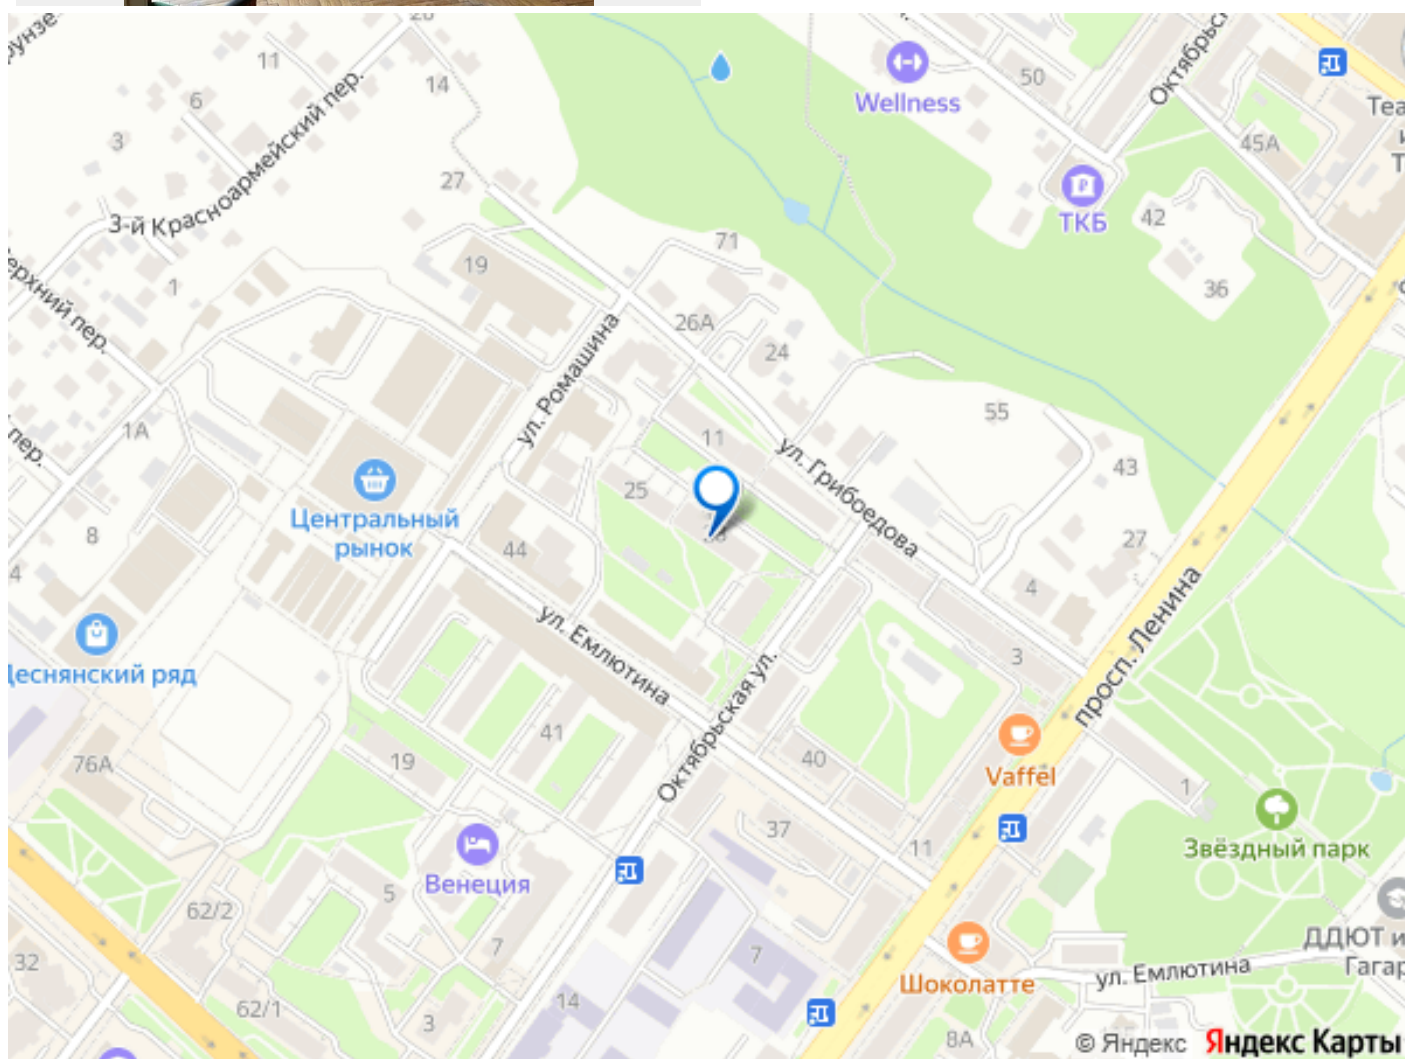 11
14
6
3
3-й Красноармейский пер.
27
19
1
71
Wellness
50
ТКБ
42
36
45А
26А
24
ул. Ромашина
11
ул. Грибоедова
55
43
27
4
3
просп. Ленина
1А
пер.
8
Центральный
рынок
44
25
ул. Емлютина
Октябрьская ул.
76А
19
41
40
37
11
Vaffel
1
Звёздный парк
Венеция
5
62/2
7
32
62/1
3
14
7
Шоколатте
8А
ул. Емлютина
ДДЮТ
© Яндекс Яндекс Карты